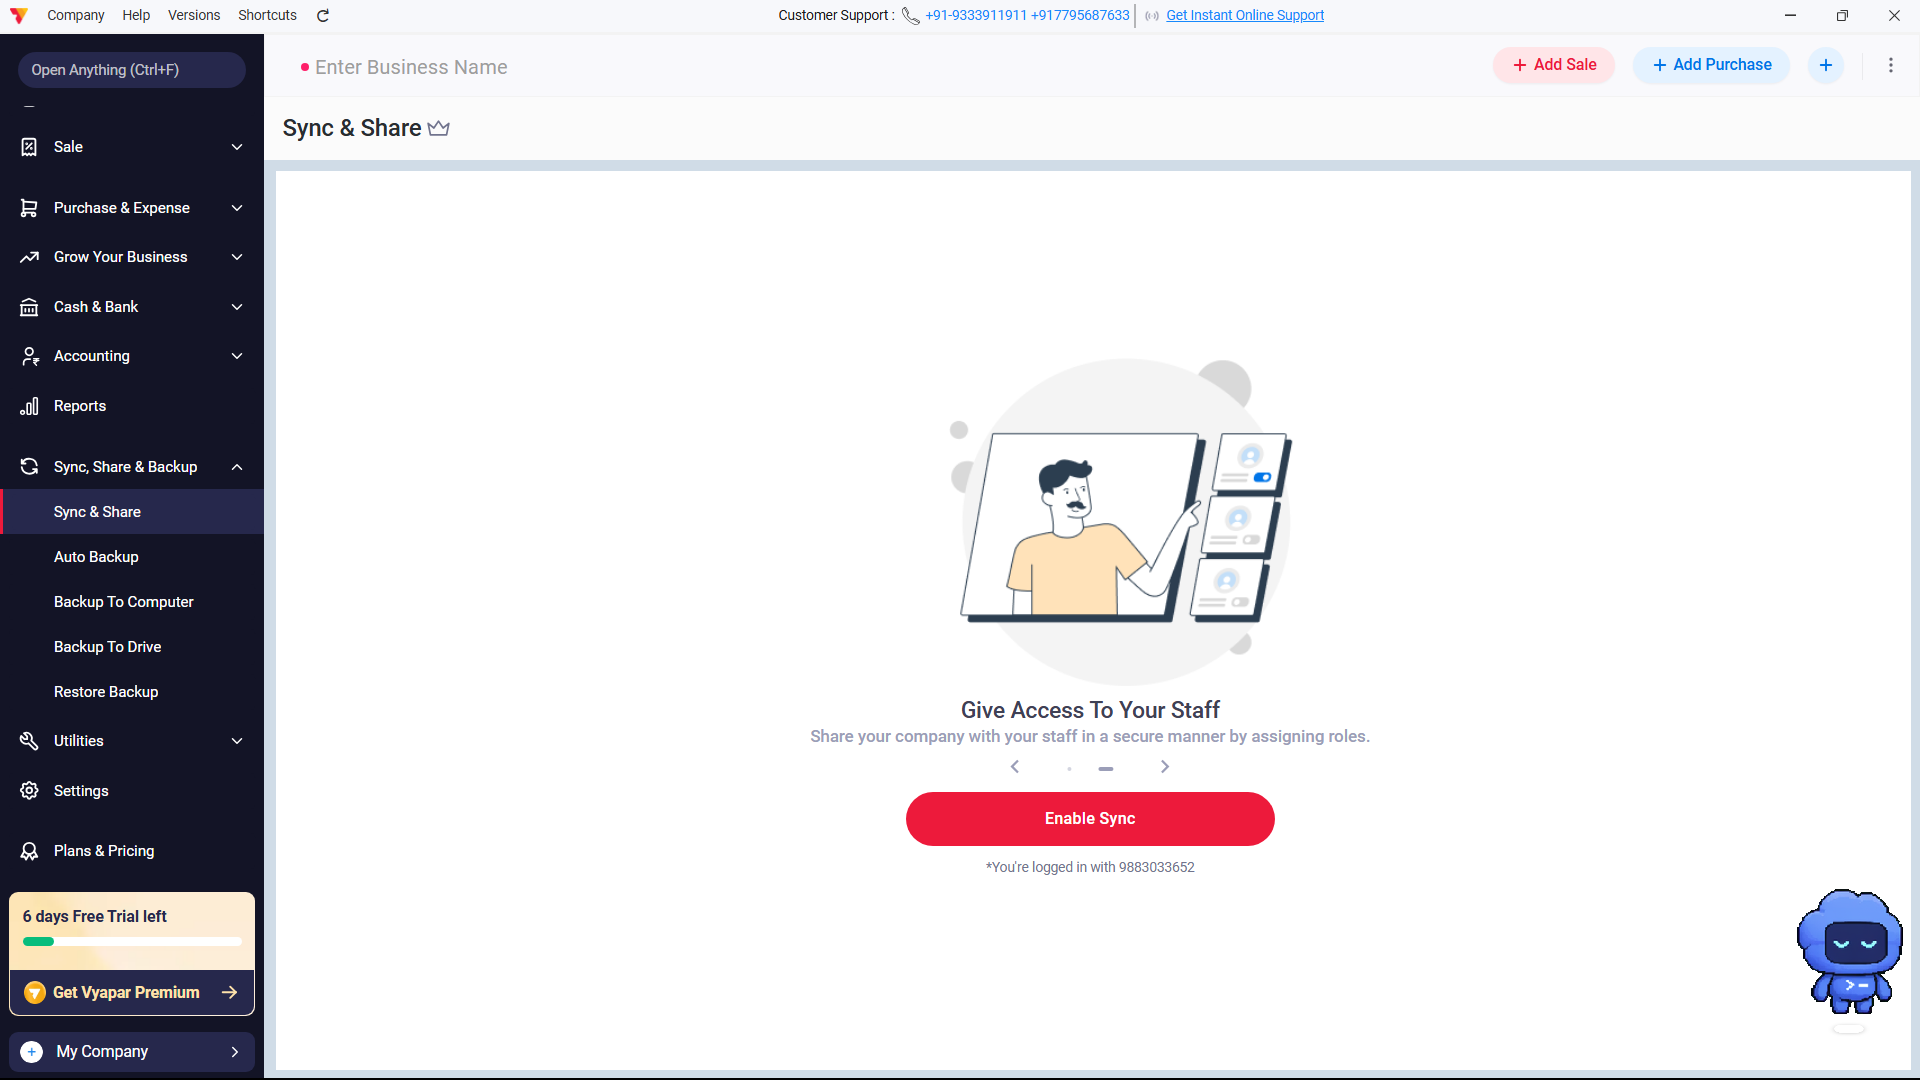 Company Help Versions Shortcuts
Customer Support : +91-9333911911 +917795687633 Get Instant Online Support
Open Anything (Ctrl+F)
Enter Business Name
+ Add Sale
+ Add Purchase
Sync & Share
Sale
Purchase & Expense
Grow Your Business
Cash & Bank
Accounting
Reports
Sync, Share & Backup
Sync & Share
Auto Backup
Backup To Computer
Backup To Drive
Restore Backup
Utilities
Settings
Plans & Pricing
6 days Free Trial left
Get Vyapar Premium
My Company
Give Access To Your Staff
Share your company with your staff in a secure manner by assigning roles.
Enable Sync
*You're logged in with 9883033652